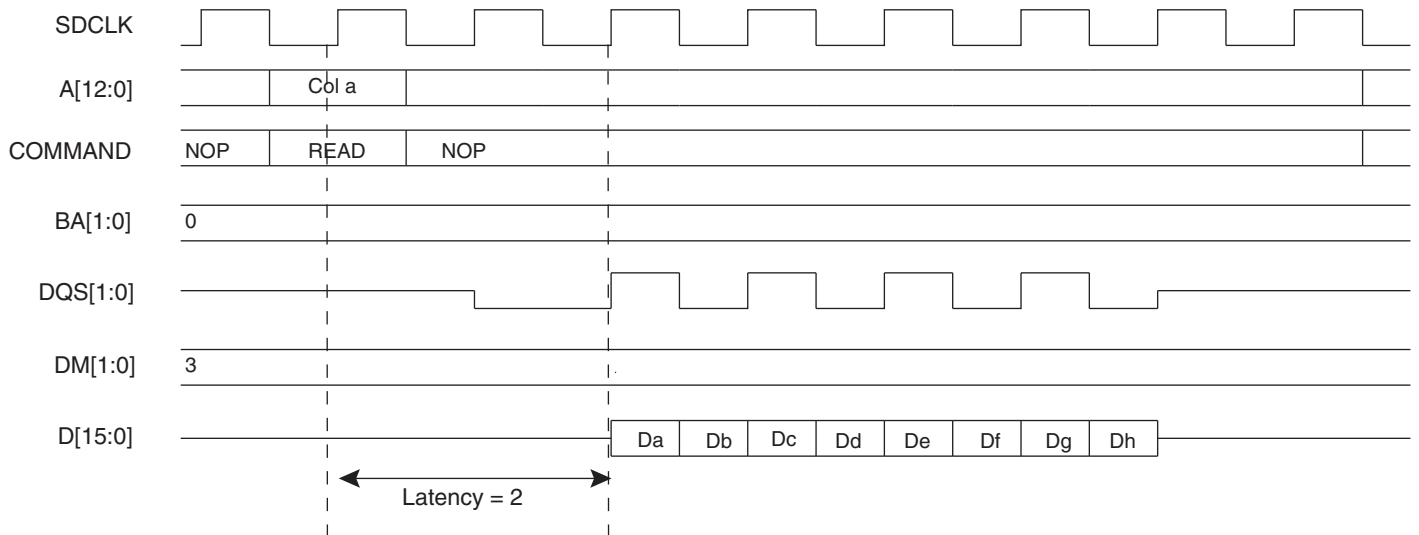 SDCLK
A[12:0] Col a
COMMAND NOP READ NOP
BA[1:0] 0
DQS[1:0]
DM[1:0] 3
D[15:0] Da Db Dc Dd De Df Dg Dh
Latency = 2